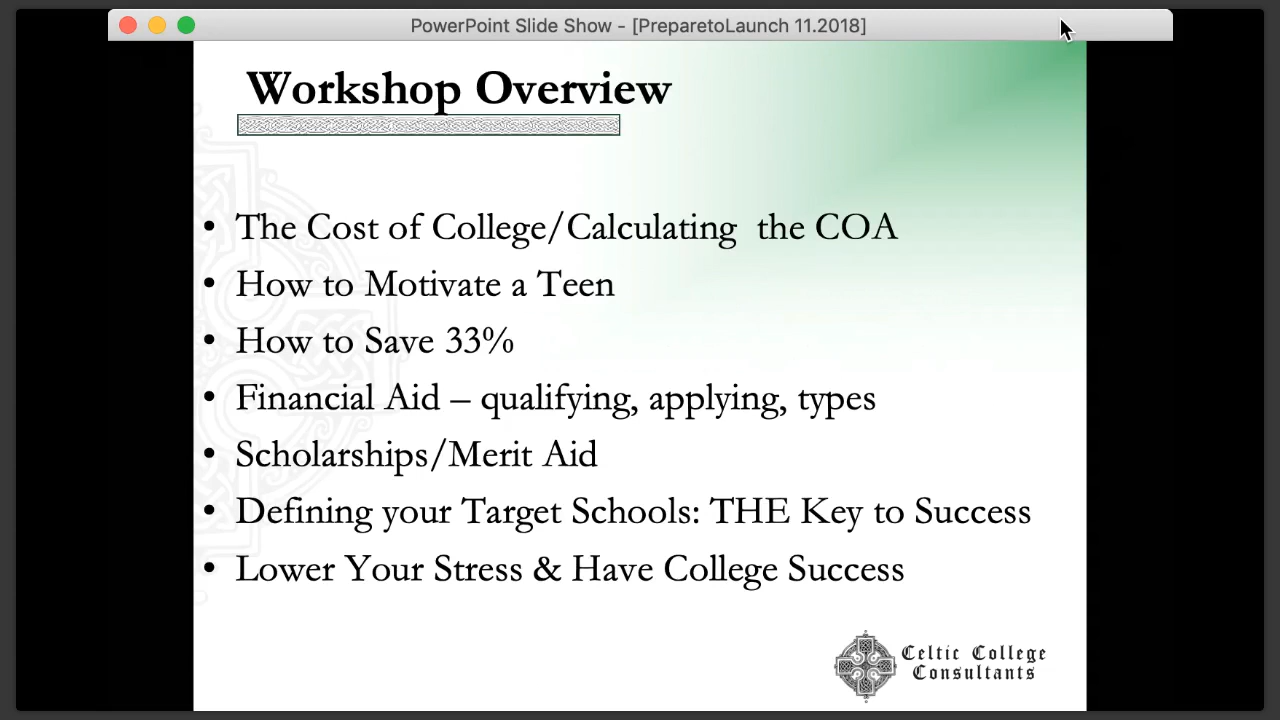 PowerPoint Slide Show - [PreparetoLaunch 11.2018]
Workshop Overview
• The Cost of College/Calculating  the COA
• How to Motivate a Teen
• How to Save 33%
• Financial Aid – qualifying, applying, types
• Scholarships/Merit Aid
• Defining your Target Schools: THE Key to Success
• Lower Your Stress & Have College Success
Celtic College
Consultants